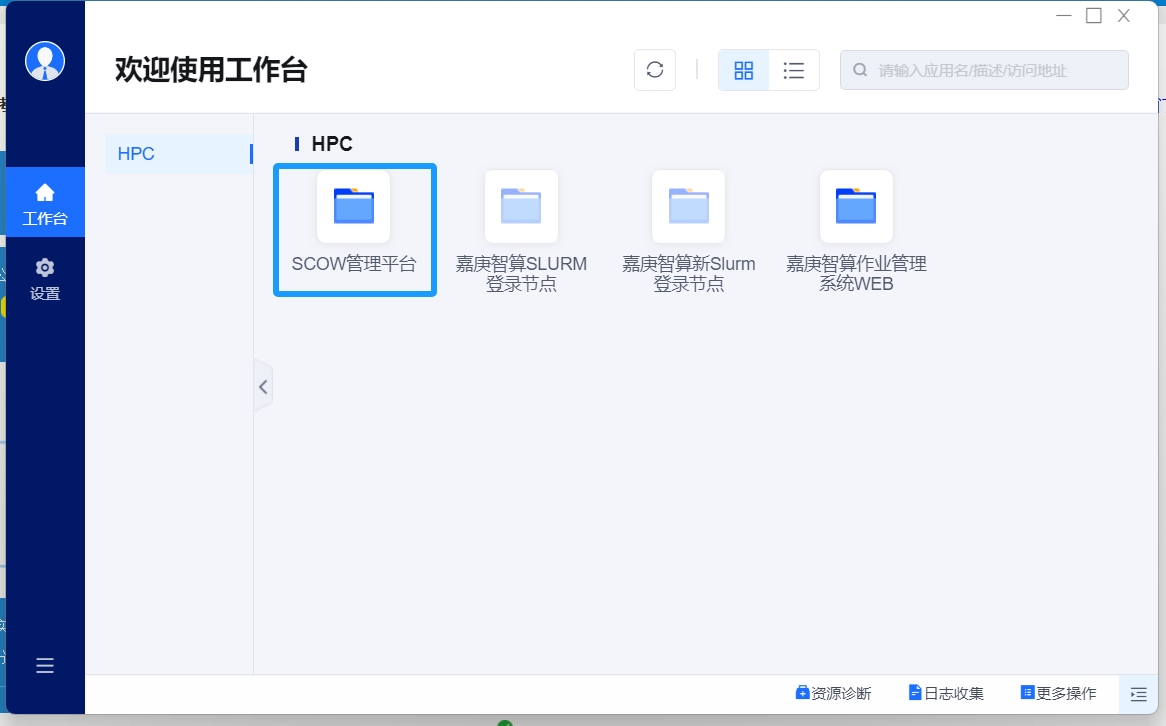 欢迎使用工作台
请输入应用名/描述/访问地址
工作台
设置
HPC
HPC
SCOW管理平台
嘉庚智算SLURM
登录节点
嘉庚智算新Slurm
登录节点
嘉庚智算作业管理
系统WEB
资源诊断
日志收集
更多操作